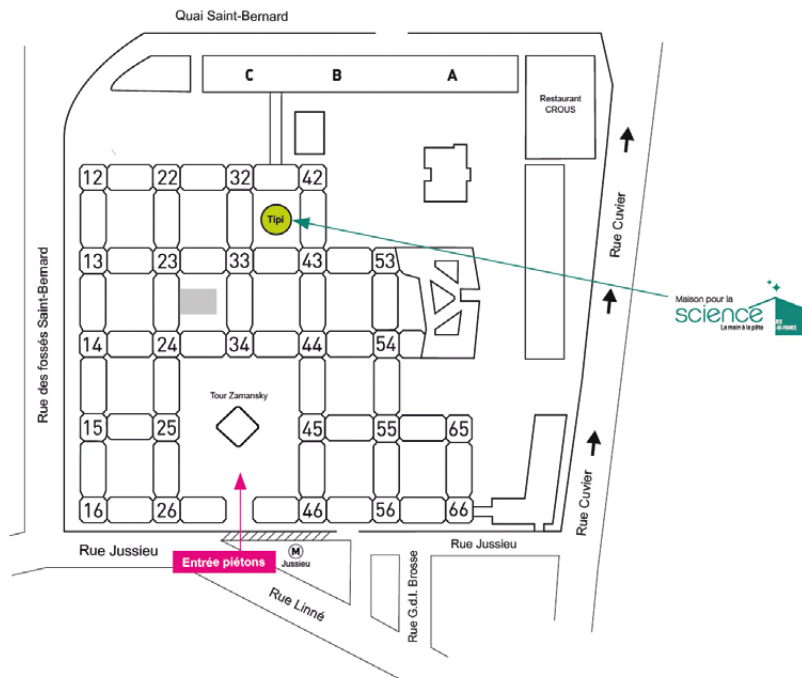 Quai Saint-Bernard
C B A
Restaurant
CROUS
12 22 32 42
Tipi
Rue Cuvier
13 23 33 43 53
Rue des fossés Saint-Bernard
Maison pour la
science
La main à la pâte
14 24 34 44 54
Tour Zamansky
15 25 45 55 65
Rue Cuvier
16 26 46 56 66
Rue Jussieu
M
Jussieu
Rue Jussieu
Entrée piétons
Rue Linné
Rue G.d.l. Brosse